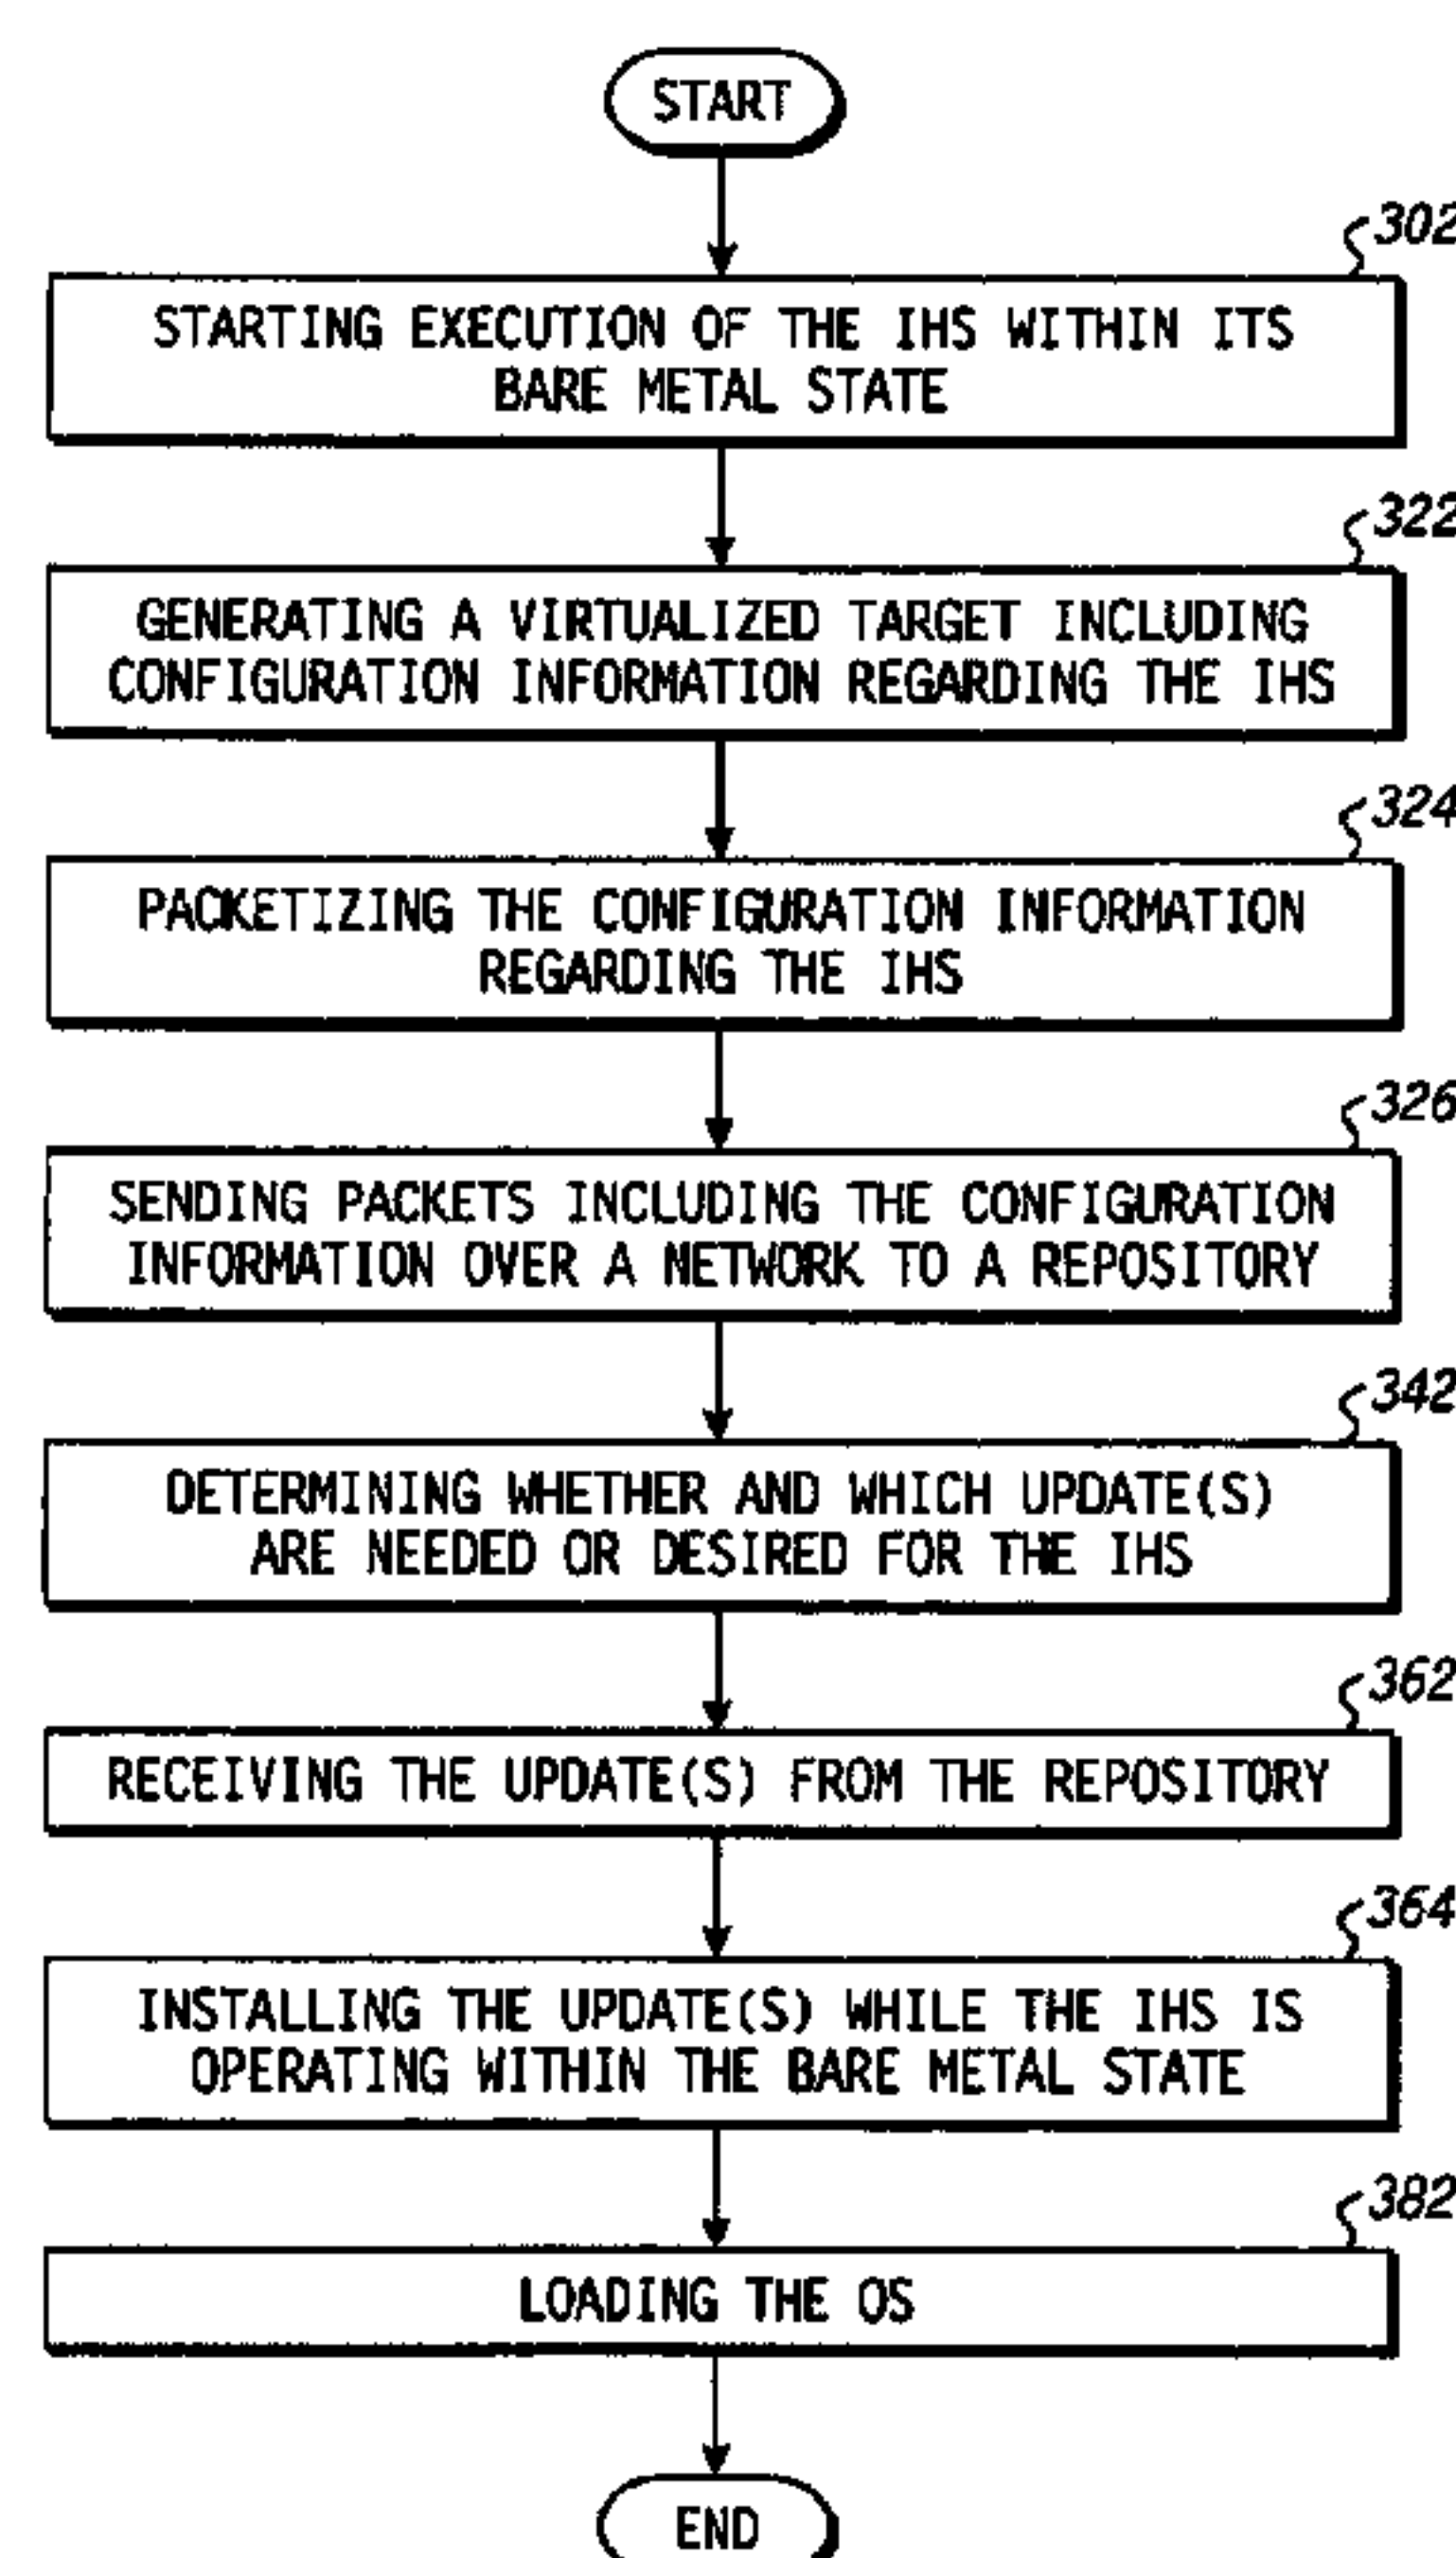 START
302
STARTING EXECUTION OF THE IHS WITHIN ITS
BARE METAL STATE
322
GENERATING A VIRTUALIZED TARGET INCLUDING
CONFIGURATION INFORMATION REGARDING THE IHS
324
PACKETIZING THE CONFIGURATION INFORMATION
REGARDING THE IHS
326
SENDING PACKETS INCLUDING THE CONFIGURATION
INFORMATION OVER A NETWORK TO A REPOSITORY
342
DETERMINING WHETHER AND WHICH UPDATE(S)
ARE NEEDED OR DESIRED FOR THE IHS
362
RECEIVING THE UPDATE(S) FROM THE REPOSITORY
364
INSTALLING THE UPDATE(S) WHILE THE IHS IS
OPERATING WITHIN THE BARE METAL STATE
382
LOADING THE OS
END